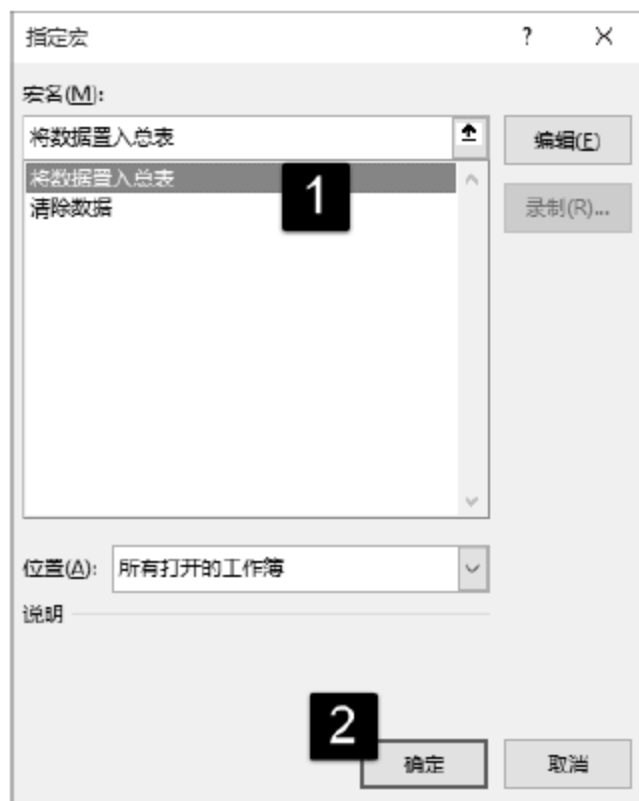 指定宏
?
宏名(M):
将数据置入总表
编辑(E)
将数据置入总表
1
录制(R)...
清除数据
位置(A):
所有打开的工作簿
说明
2
确定
取消